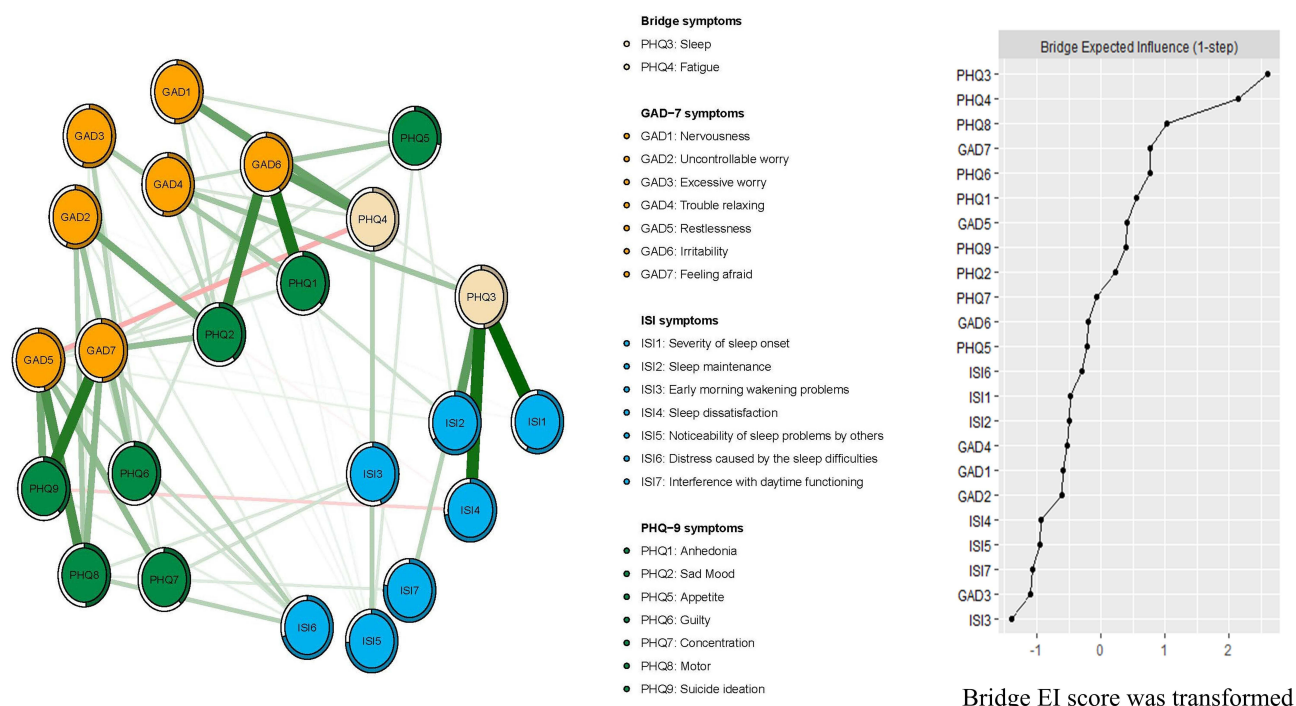 GAD1
GAD3
PHQ5
GAD6
GAD4
GAD2
PHQ4
PHQ1
PHQ3
PHQ2
GAD7
GAD5
ISI2
ISI1
PHQ6
ISI3
PHQ9
ISI4
PHQ8
PHQ7
ISI7
ISI6
ISI5
Bridge symptoms
PHQ3: Sleep
PHQ4: Fatigue
GAD−7 symptoms
GAD1: Nervousness
GAD2: Uncontrollable worry
GAD3: Excessive worry
GAD4: Trouble relaxing
GAD5: Restlessness
GAD6: Irritability
GAD7: Feeling afraid
ISI symptoms
ISI1: Severity of sleep onset
ISI2: Sleep maintenance
ISI3: Early morning wakening problems
ISI4: Sleep dissatisfaction
ISI5: Noticeability of sleep problems by others
ISI6: Distress caused by the sleep difficulties
ISI7: Interference with daytime functioning
PHQ−9 symptoms
PHQ1: Anhedonia
PHQ2: Sad Mood
PHQ5: Appetite
PHQ6: Guilty
PHQ7: Concentration
PHQ8: Motor
PHQ9: Suicide ideation
Bridge Expected Influence (1-step)
PHQ3
PHQ4
PHQ8
GAD7
PHQ6
PHQ1
GAD5
PHQ9
PHQ2
PHQ7
GAD6
PHQ5
ISI6
ISI1
ISI2
GAD4
GAD1
GAD2
ISI4
ISI5
ISI7
GAD3
ISI3
-1 0 1 2
Bridge EI score was transformed